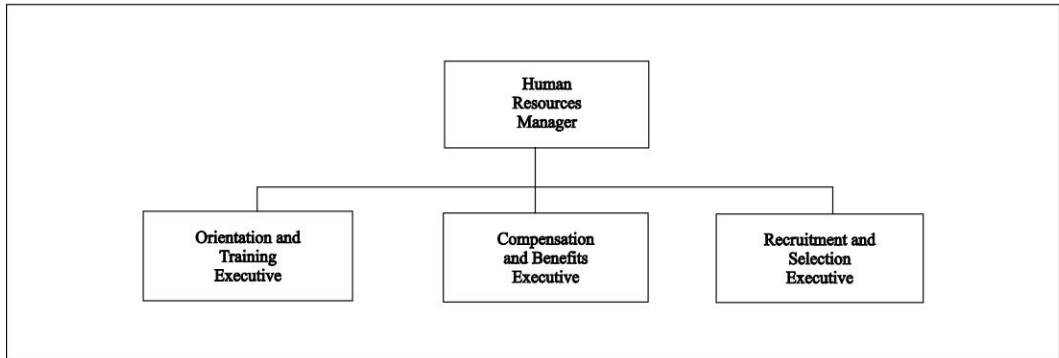 Human
Resources
Manager
Orientation and
Training
Executive
Compensation
and Benefits
Executive
Recruitment and
Selection
Executive